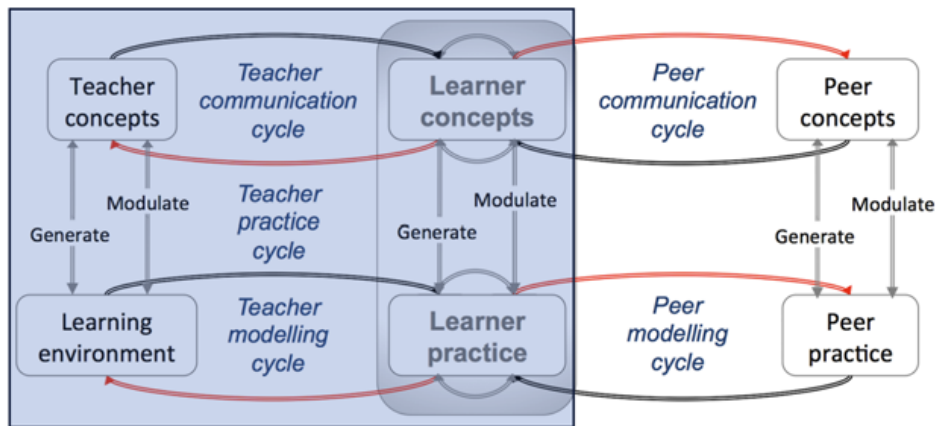 Teacher
concepts
Teacher
communication
cycle
Learner
concepts
Peer
communication
cycle
Peer
concepts
Generate
Modulate
Teacher
practice
cycle
Generate
Modulate
Generate
Modulate
Learning
environment
Teacher
modelling
cycle
Learner
practice
Peer
modelling
cycle
Peer
practice